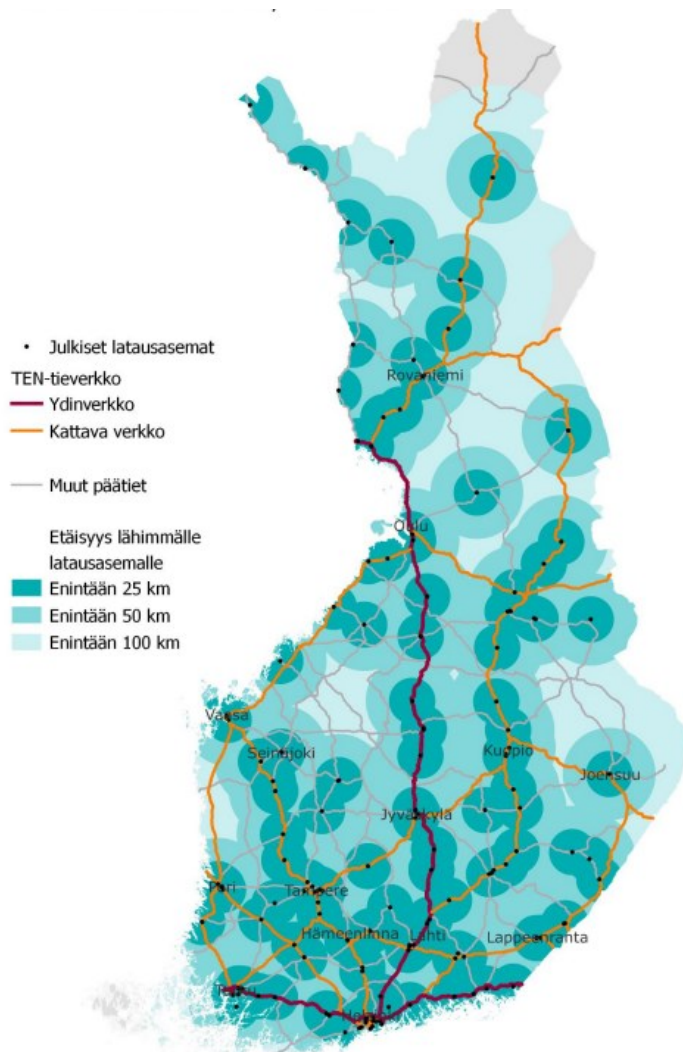 Julkiset latausasemat
TEN-tieverkko
Ydinverkko
Kattava verkko
Muut päätiet
Etäisyys lähimmälle
latausasemalle
Enintään 25 km
Enintään 50 km
Enintään 100 km
Rovaniemi
Oulu
Vaasa
Seinäjoki
Kuopio
Joensuu
Jyväskylä
Pori
Tampere
Hämeenlinna
Lahti
Lappeenranta
Turku
Helsinki